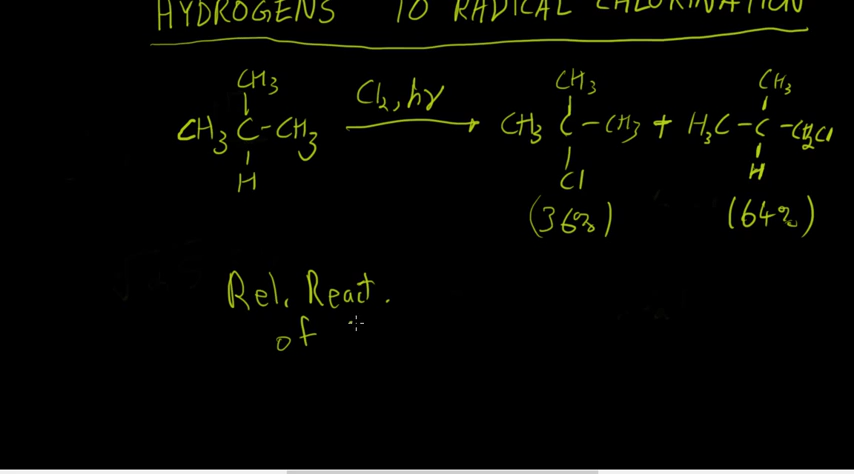 HYDROGENS TO RADICAL CHLORINATION
CH3 CH3 CH3
Cl2, hν
CH3 C-CH3 CH3 C-CH3 + H3C-C-CH2Cl
H Cl H
(36%) (64%)
Rel. React.
of